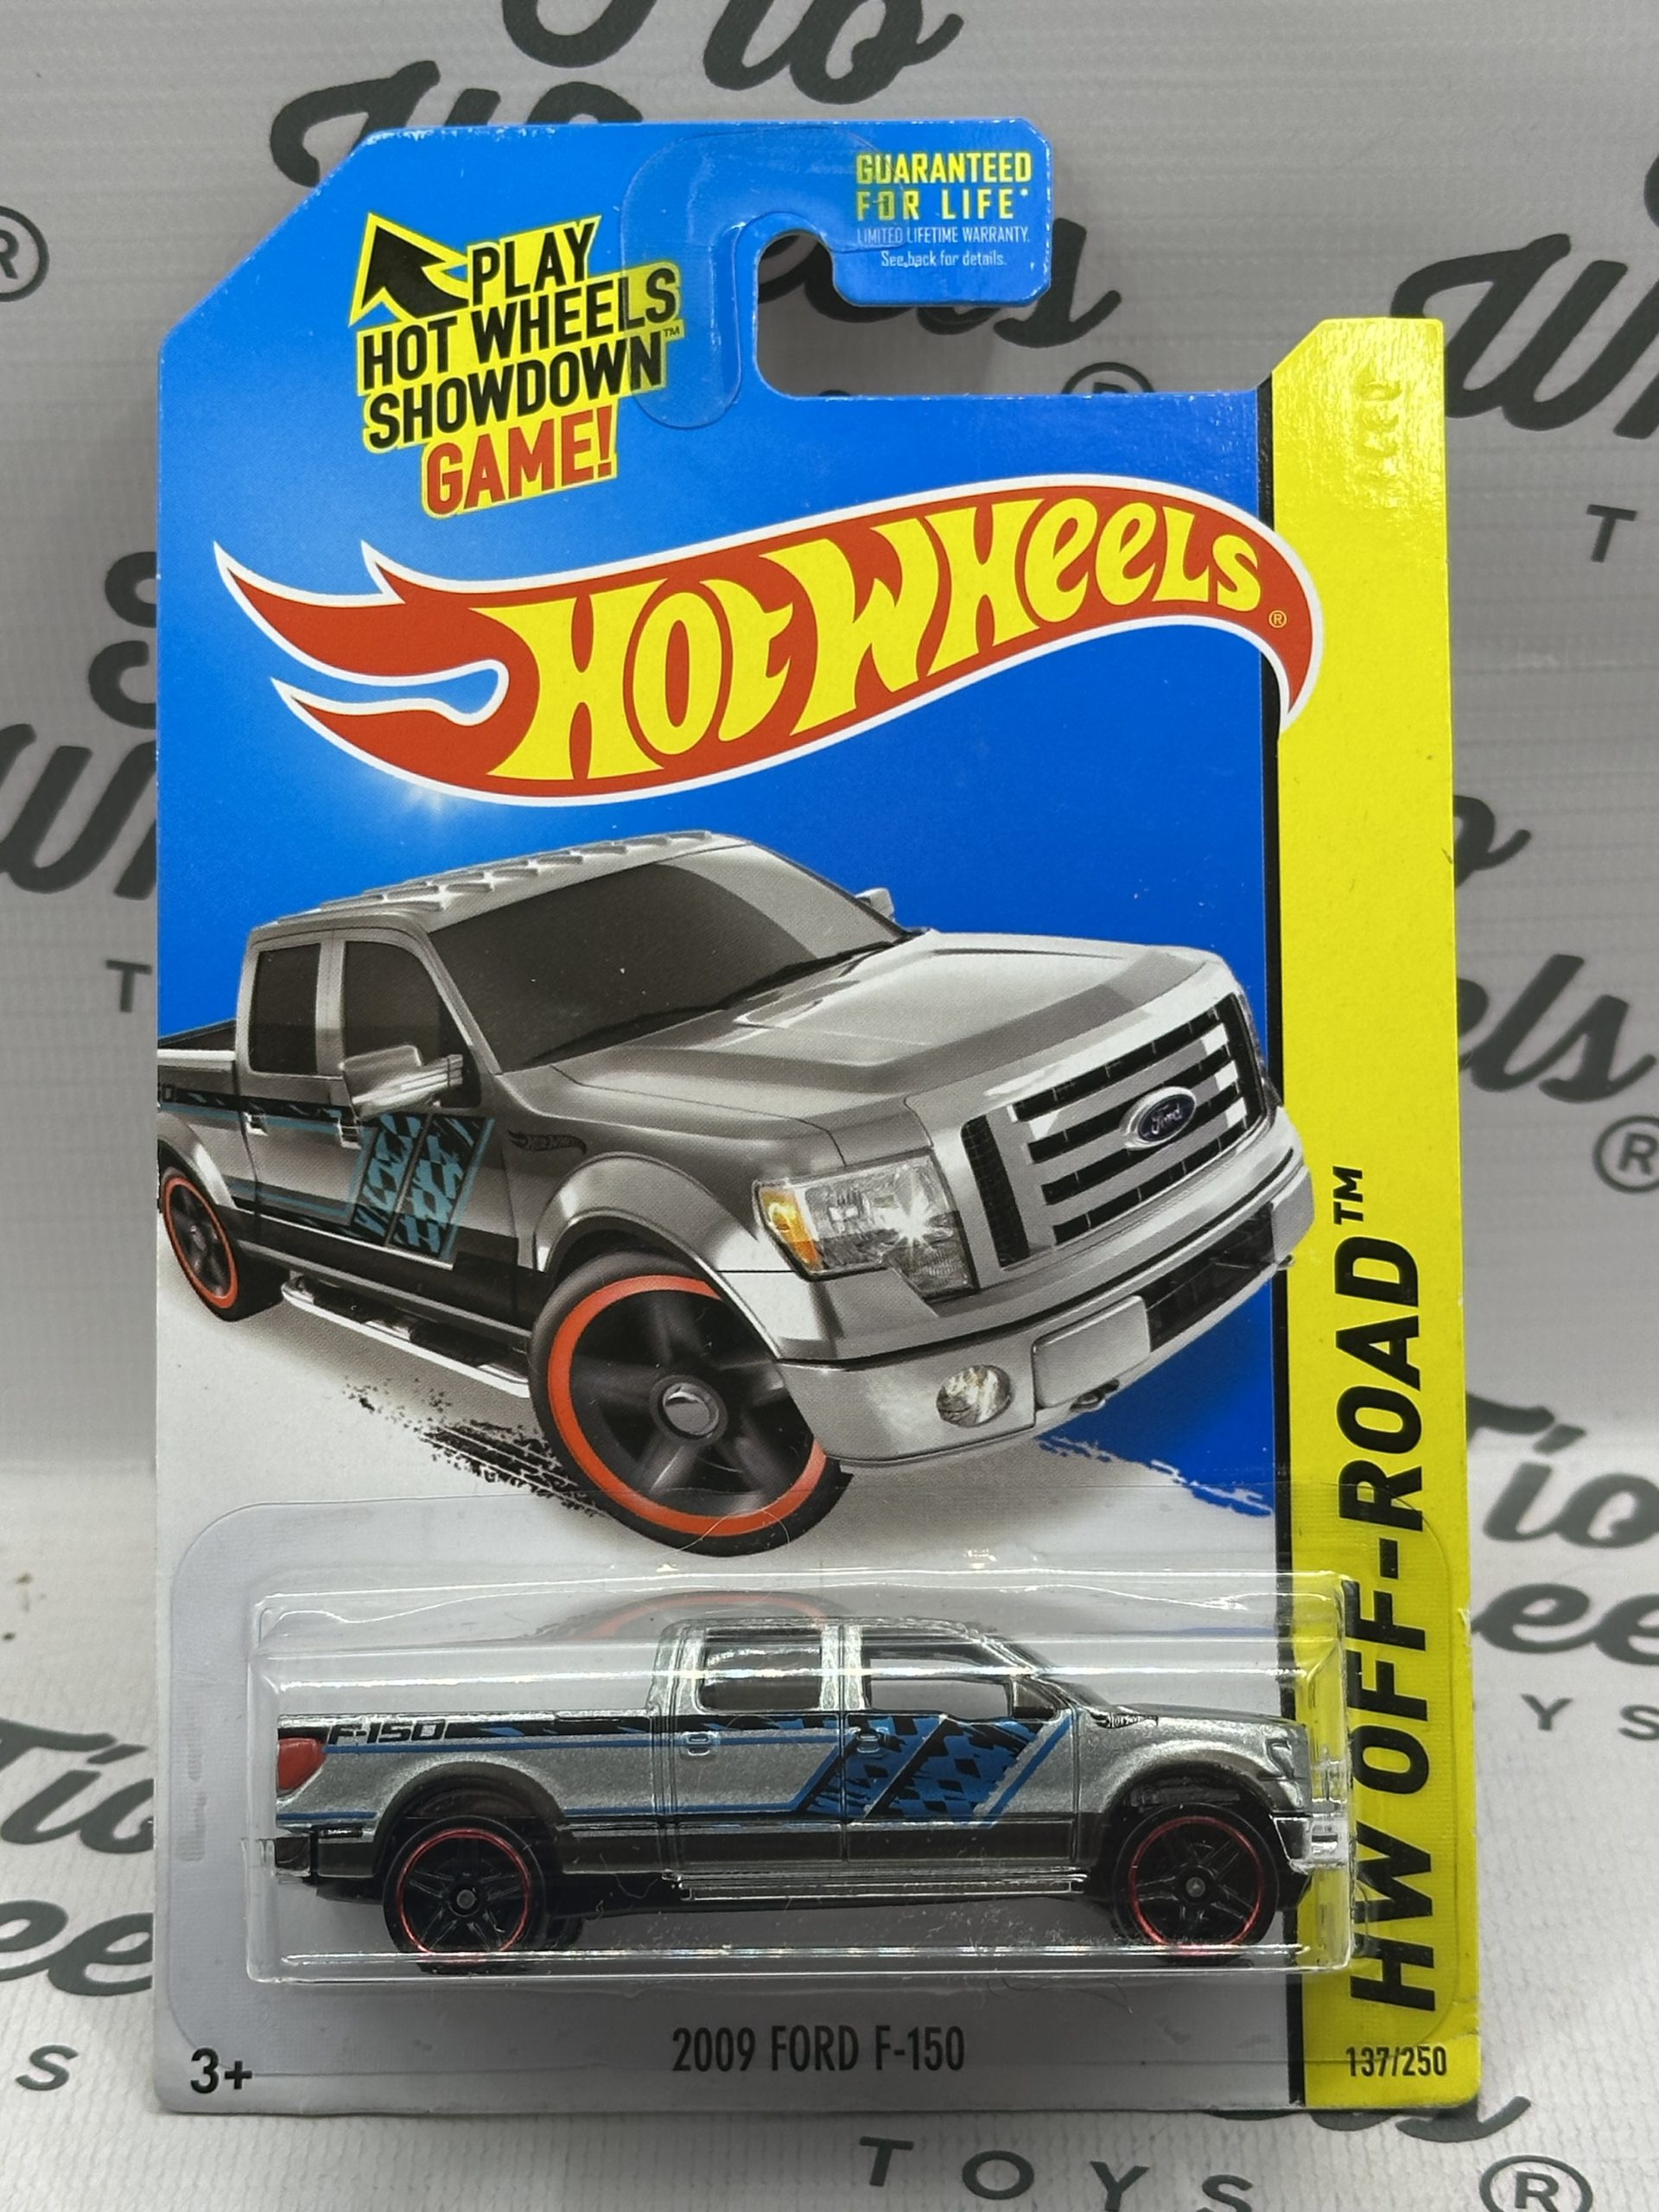 GUARANTEED
FOR LIFE*
LIMITED LIFETIME WARRANTY.
See back for details.
PLAY
HOT WHEELS
SHOWDOWN™
GAME!
HOT WHEELS®
Ford
HW OFF-ROAD™
F-150
2009 FORD F-150
3+
137/250
TOYS
®